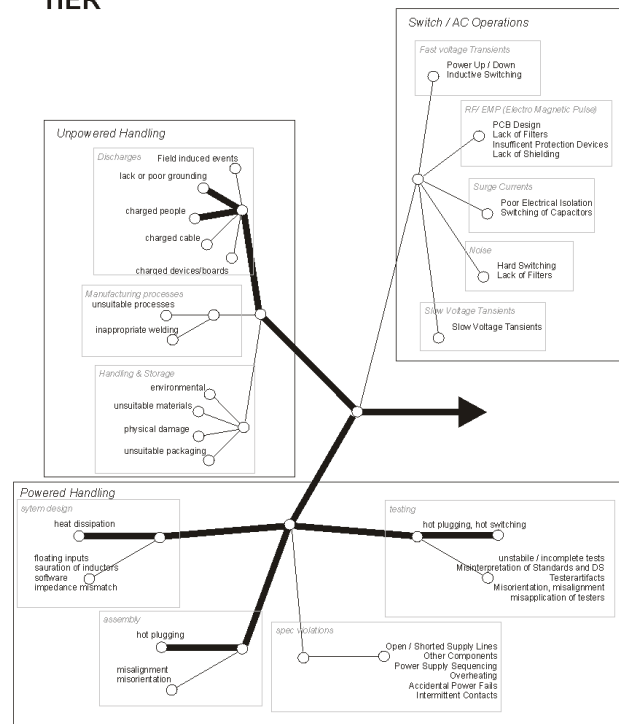 TIER
Switch / AC Operations
Fast voltage Transients
Power Up / Down
Inductive Switching
RF/ EMP (Electro Magnetic Pulse)
PCB Design
Lack of Filters
Insufficent Protection Devices
Lack of Shielding
Surge Currents
Poor Electrical Isolation
Switching of Capacitors
Noise
Hard Switching
Lack of Filters
Slow Voltage Tansients
Slow Voltage Tansients
Unpowered Handling
Discharges
Field induced events
lack or poor grounding
charged people
charged cable
charged devices/boards
Manufacturing processes
unsuitable processes
inappropriate welding
Handling & Storage
environmental
unsuitable materials
physical damage
unsuitable packaging
Powered Handling
sytem design
heat dissipation
floating inputs
sauration of inductors
software
impedance mismatch
assembly
hot plugging
misalignment
misorientation
spec violations
Open / Shorted Supply Lines
Other Components
Power Supply Sequencing
Overheating
Accidental Power Fails
Intermittent Contacts
testing
hot plugging, hot switching
unstabile / incomplete tests
Misinterpretation of Standards and DS
Testerartifacts
Misorientation, misalignment
misapplication of testers